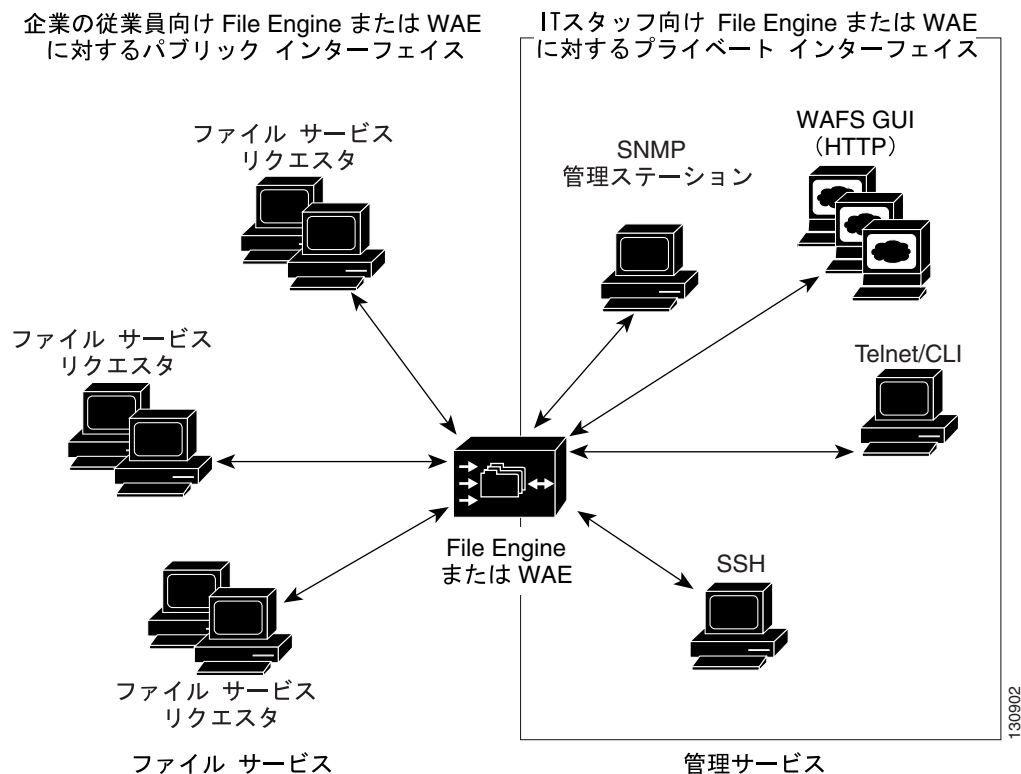 企業の従業員向け File Engine または WAE
に対するパブリック インターフェイス
ITスタッフ向け File Engine または WAE
に対するプライベート インターフェイス
ファイル サービス
リクエスタ
SNMP
管理ステーション
WAFS GUI
（HTTP）
ファイル サービス
リクエスタ
Telnet/CLI
File Engine
または WAE
SSH
ファイル サービス
リクエスタ
ファイル サービス
管理サービス
130902